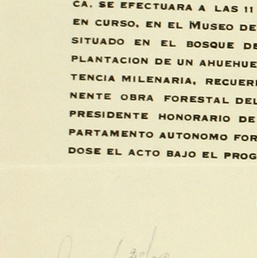 CA. SE EFECTUARA A LAS 11
EN CURSO, EN EL MUSEO DE
SITUADO EN EL BOSQUE DE
PLANTACION DE UN AHUEHUE
TENCIA MILENARIA, RECUER
NENTE OBRA FORESTAL DEL
PRESIDENTE HONORARIO DE
PARTAMENTO AUTONOMO FOR
DOSE EL ACTO BAJO EL PROG